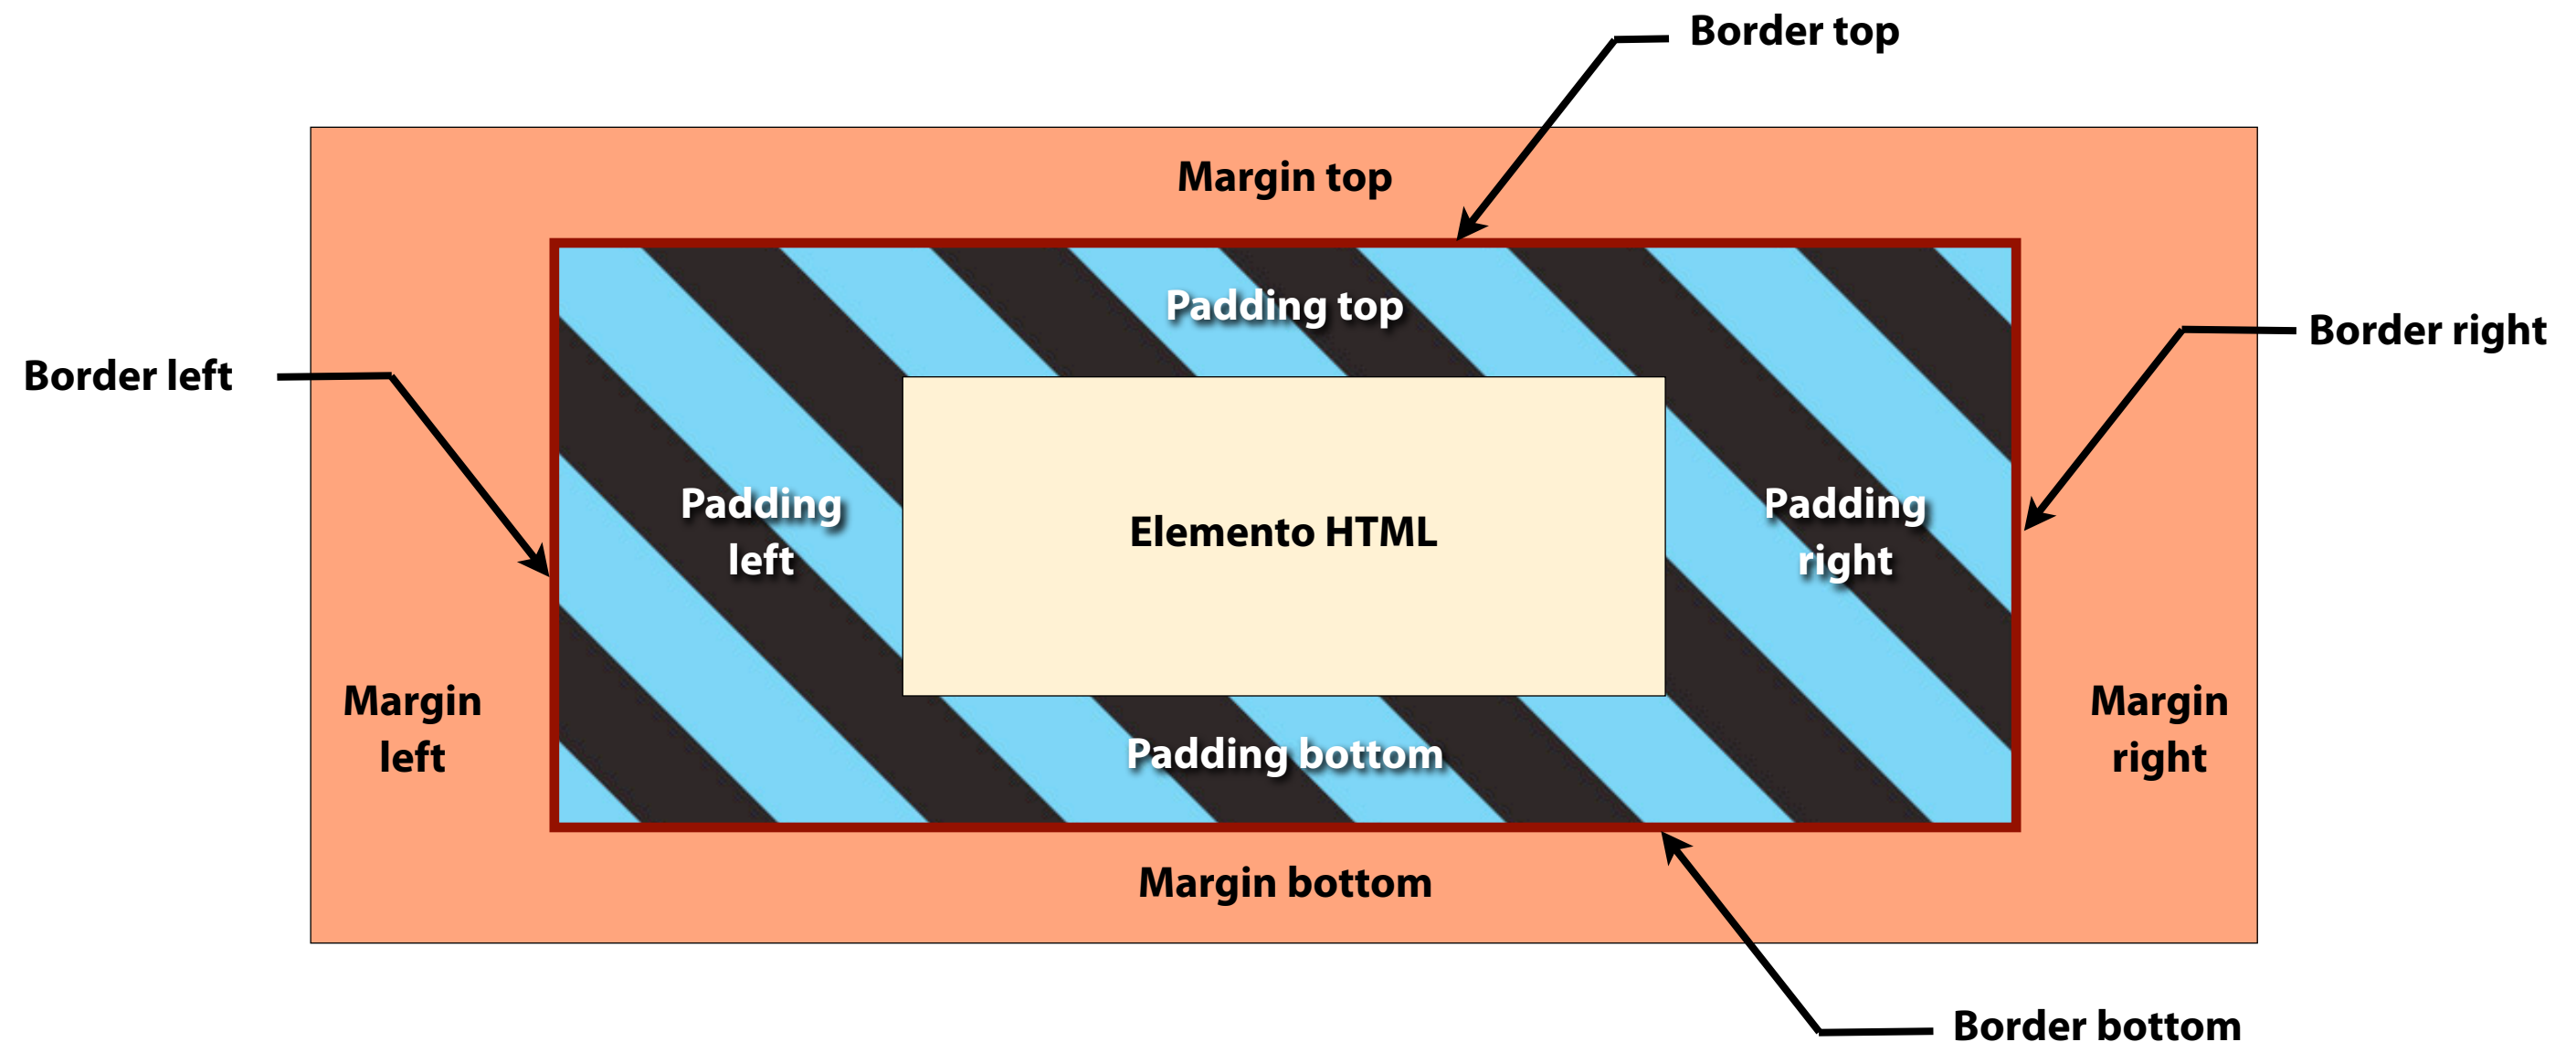 Border top
Margin top
Padding top
Border right
Border left
Padding
left
Elemento HTML
Padding
right
Margin
left
Margin
right
Padding bottom
Margin bottom
Border bottom